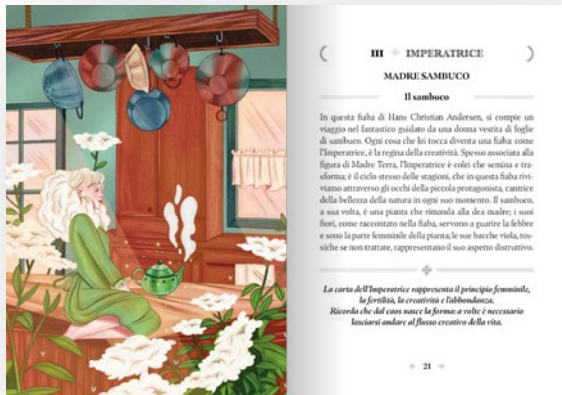 III IMPERATRICE
MADRE SAMBUCO
Il sambuco
In questa fiaba di Hans Christian Andersen, si compie un
viaggio nel fantastico guidato da una donna vestita di foglie
di sambuco. Ogni cosa che lei tocca diventa una fiaba: come
l'Imperatrice, è la regina della creatività. Spesso associata alla
figura di Madre Terra, l'Imperatrice è colei che semina e tra-
sforma; è il ciclo stesso delle stagioni, che in questa fiaba rivi-
viamo attraverso gli occhi della piccola protagonista, cantrice
della bellezza della natura in ogni suo momento. Il sambuco,
a sua volta, è una pianta che rimanda alla dea madre; i suoi
fiori, come raccontato nella fiaba, servono a guarire la febbre
e sono la parte femminile della pianta; le sue bacche viola, tos-
siche se non trattate, rappresentano il suo aspetto distruttivo.
La carta dell'Imperatrice rappresenta il principio femminile,
la fertilità, la creatività e l'abbondanza.
Ricorda che dal caos nasce la forma: a volte è necessario
lasciarsi andare al flusso creativo della vita.
21